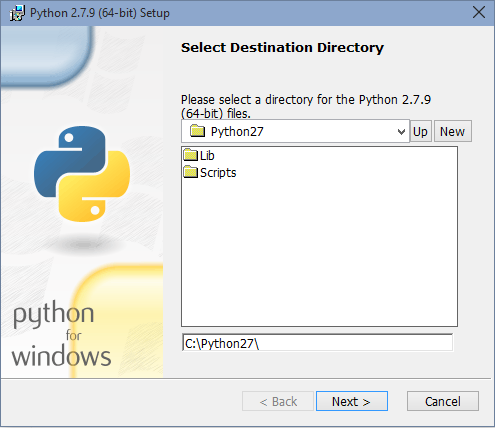 Python 2.7.9 (64-bit) Setup
Select Destination Directory
Please select a directory for the Python 2.7.9
(64-bit) files.
Python27
Up
New
Lib
Scripts
python
for
windows
C:\Python27\
< Back
Next >
Cancel